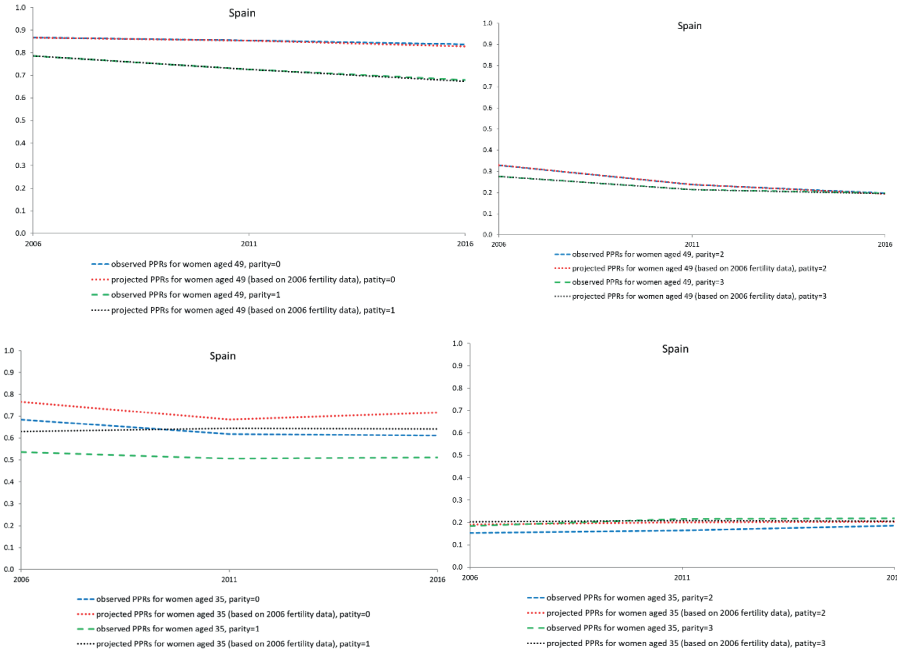 Spain
1.0
0.9
0.8
0.7
0.6
0.5
0.4
0.3
0.2
0.1
0.0
2006 2011 2016
observed PPRs for women aged 49, parity=0
projected PPRs for women aged 49 (based on 2006 fertility data), patity=0
observed PPRs for women aged 49, parity=1
projected PPRs for women aged 49 (based on 2006 fertility data), patity=1
Spain
1.0
0.9
0.8
0.7
0.6
0.5
0.4
0.3
0.2
0.1
0.0
2006 2011 2016
observed PPRs for women aged 49, parity=2
projected PPRs for women aged 49 (based on 2006 fertility data), patity=2
observed PPRs for women aged 49, parity=3
projected PPRs for women aged 49 (based on 2006 fertility data), patity=3
Spain
1.0
0.9
0.8
0.7
0.6
0.5
0.4
0.3
0.2
0.1
0.0
2006 2011 2016
observed PPRs for women aged 35, parity=0
projected PPRs for women aged 35 (based on 2006 fertility data), patity=0
observed PPRs for women aged 35, parity=1
projected PPRs for women aged 35 (based on 2006 fertility data), patity=1
Spain
1.0
0.9
0.8
0.7
0.6
0.5
0.4
0.3
0.2
0.1
0.0
2006 2011 201
observed PPRs for women aged 35, parity=2
projected PPRs for women aged 35 (based on 2006 fertility data), patity=2
observed PPRs for women aged 35, parity=3
projected PPRs for women aged 35 (based on 2006 fertility data), patity=3